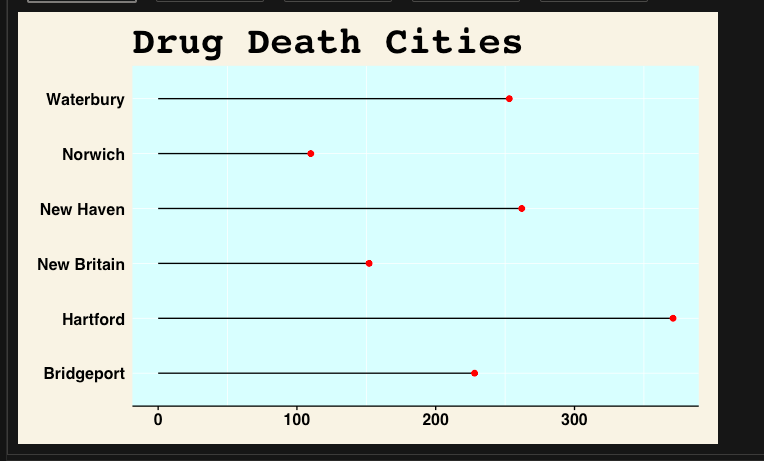 Drug Death Cities
Waterbury
Norwich
New Haven
New Britain
Hartford
Bridgeport
0 100 200 300